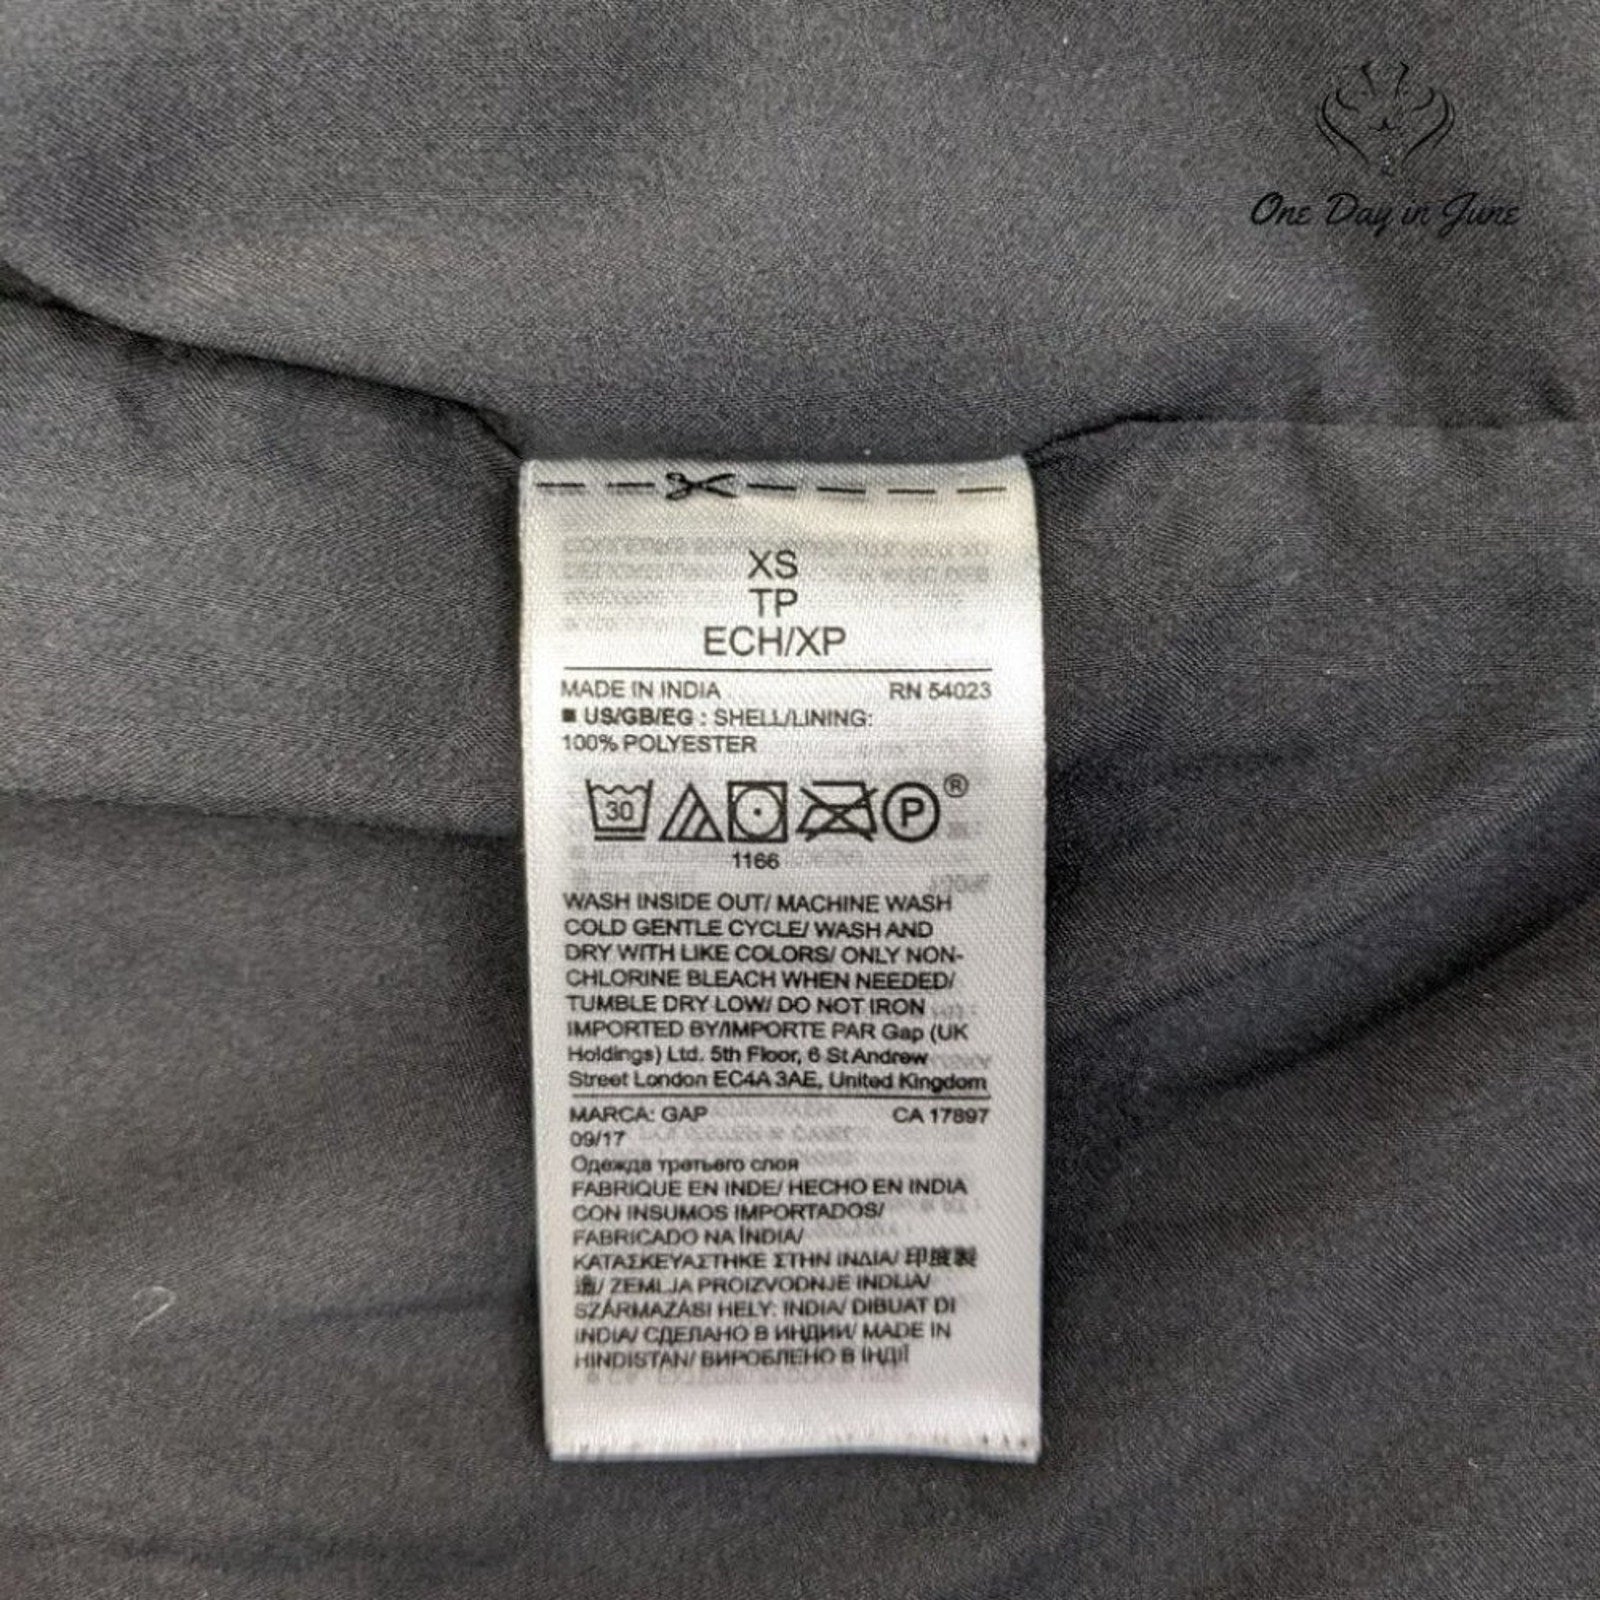 One Day in June
XS
TP
ECH/XP
MADE IN INDIA RN 54023
■ US/GB/EG : SHELL/LINING:
100% POLYESTER
30 P ®
1166
WASH INSIDE OUT/ MACHINE WASH
COLD GENTLE CYCLE/ WASH AND
DRY WITH LIKE COLORS/ ONLY NON-
CHLORINE BLEACH WHEN NEEDED/
TUMBLE DRY LOW/ DO NOT IRON
IMPORTED BY/IMPORTE PAR Gap (UK
Holdings) Ltd. 5th Floor, 6 St Andrew
Street London EC4A 3AE, United Kingdom
MARCA: GAP CA 17897
09/17
Одежда третьего слоя
FABRIQUE EN INDE/ HECHO EN INDIA
CON INSUMOS IMPORTADOS/
FABRICADO NA ÍNDIA/
ΚΑΤΑΣΚΕΥΑΣΤΗΚΕ ΣΤΗΝ ΙΝΔΙΑ/ 印度製
造/ ZEMLJA PROIZVODNJE INDIJA/
SZÁRMAZÁSI HELY: INDIA/ DIBUAT DI
INDIA/ СДЕЛАНО В ИНДИИ/ MADE IN
HINDISTAN/ ВИРОБЛЕНО В ІНДІЇ